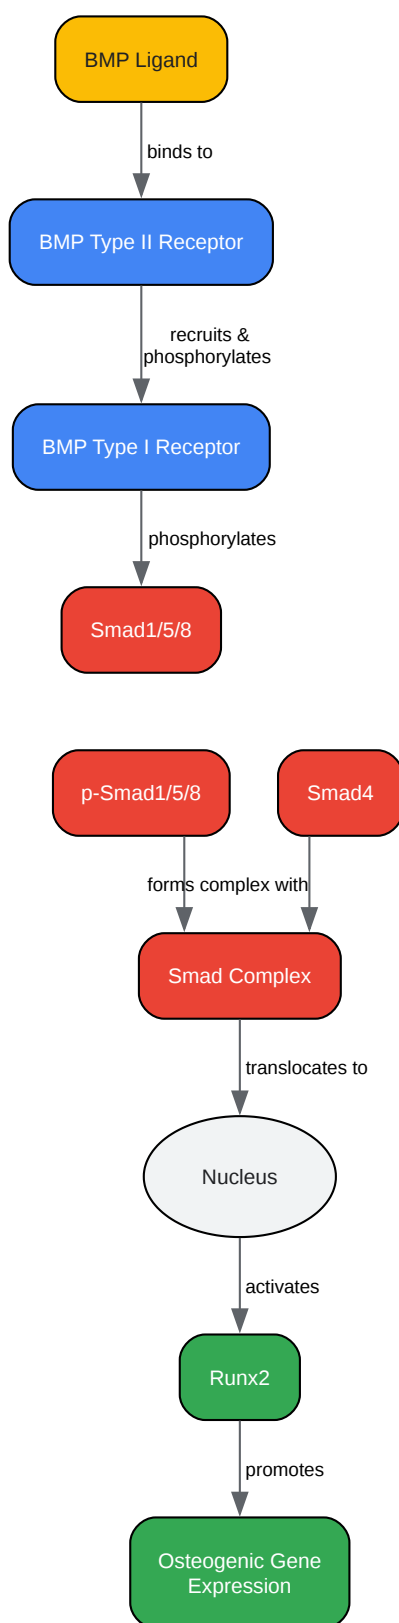 BMP Ligand
binds to
BMP Type II Receptor
recruits &
phosphorylates
BMP Type I Receptor
phosphorylates
Smad1/5/8
p-Smad1/5/8
Smad4
forms complex with
Smad Complex
translocates to
Nucleus
activates
Runx2
promotes
Osteogenic Gene
Expression